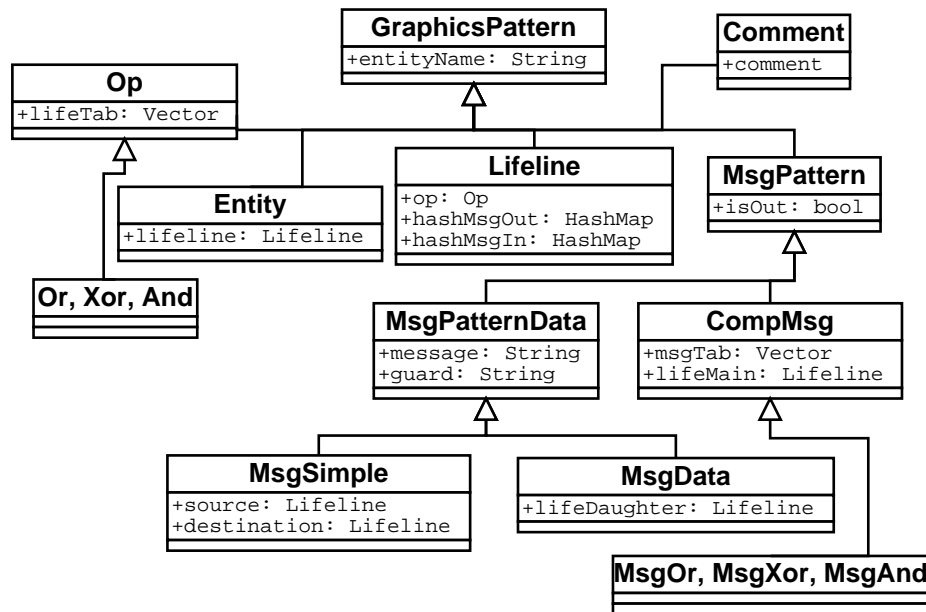 GraphicsPattern
+entityName: String
Comment
+comment
Op
+lifeTab: Vector
Entity
+lifeline: Lifeline
Lifeline
+op: Op
+hashMsgOut: HashMap
+hashMsgIn: HashMap
MsgPattern
+isOut: bool
Or, Xor, And
MsgPatternData
+message: String
+guard: String
CompMsg
+msgTab: Vector
+lifeMain: Lifeline
MsgSimple
+source: Lifeline
+destination: Lifeline
MsgData
+lifeDaughter: Lifeline
MsgOr, MsgXor, MsgAnd